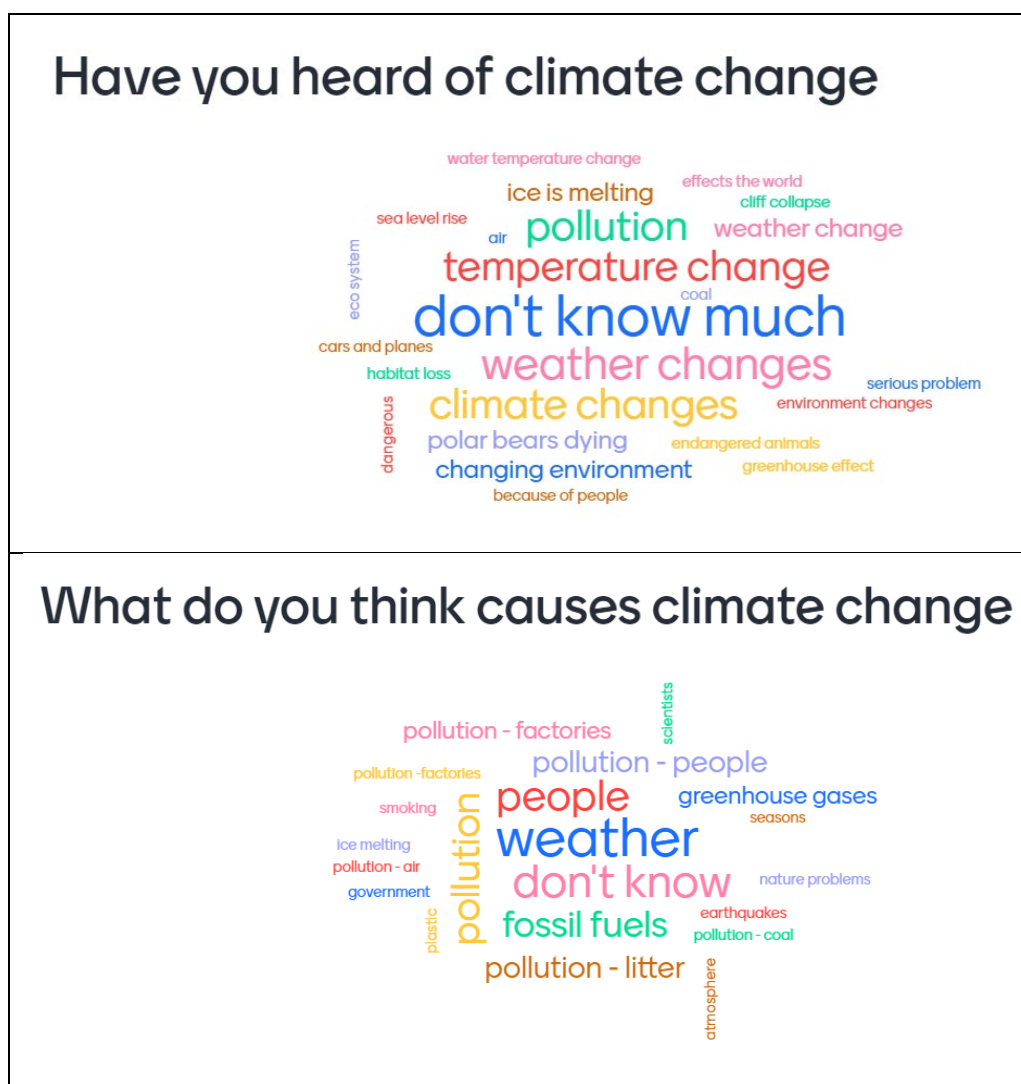 Have you heard of climate change
water temperature change
effects the world
ice is melting
cliff collapse
sea level rise
pollution
weather change
air
eco system
temperature change
coal
don't know much
cars and planes
weather changes
habitat loss
serious problem
climate changes
environment changes
dangerous
polar bears dying
endangered animals
changing environment
greenhouse effect
because of people
What do you think causes climate change
scientists
pollution - factories
pollution - people
pollution -factories
people
greenhouse gases
smoking
seasons
pollution
weather
ice melting
pollution - air
don't know
nature problems
government
earthquakes
fossil fuels
plastic
pollution - coal
pollution - litter
atmosphere